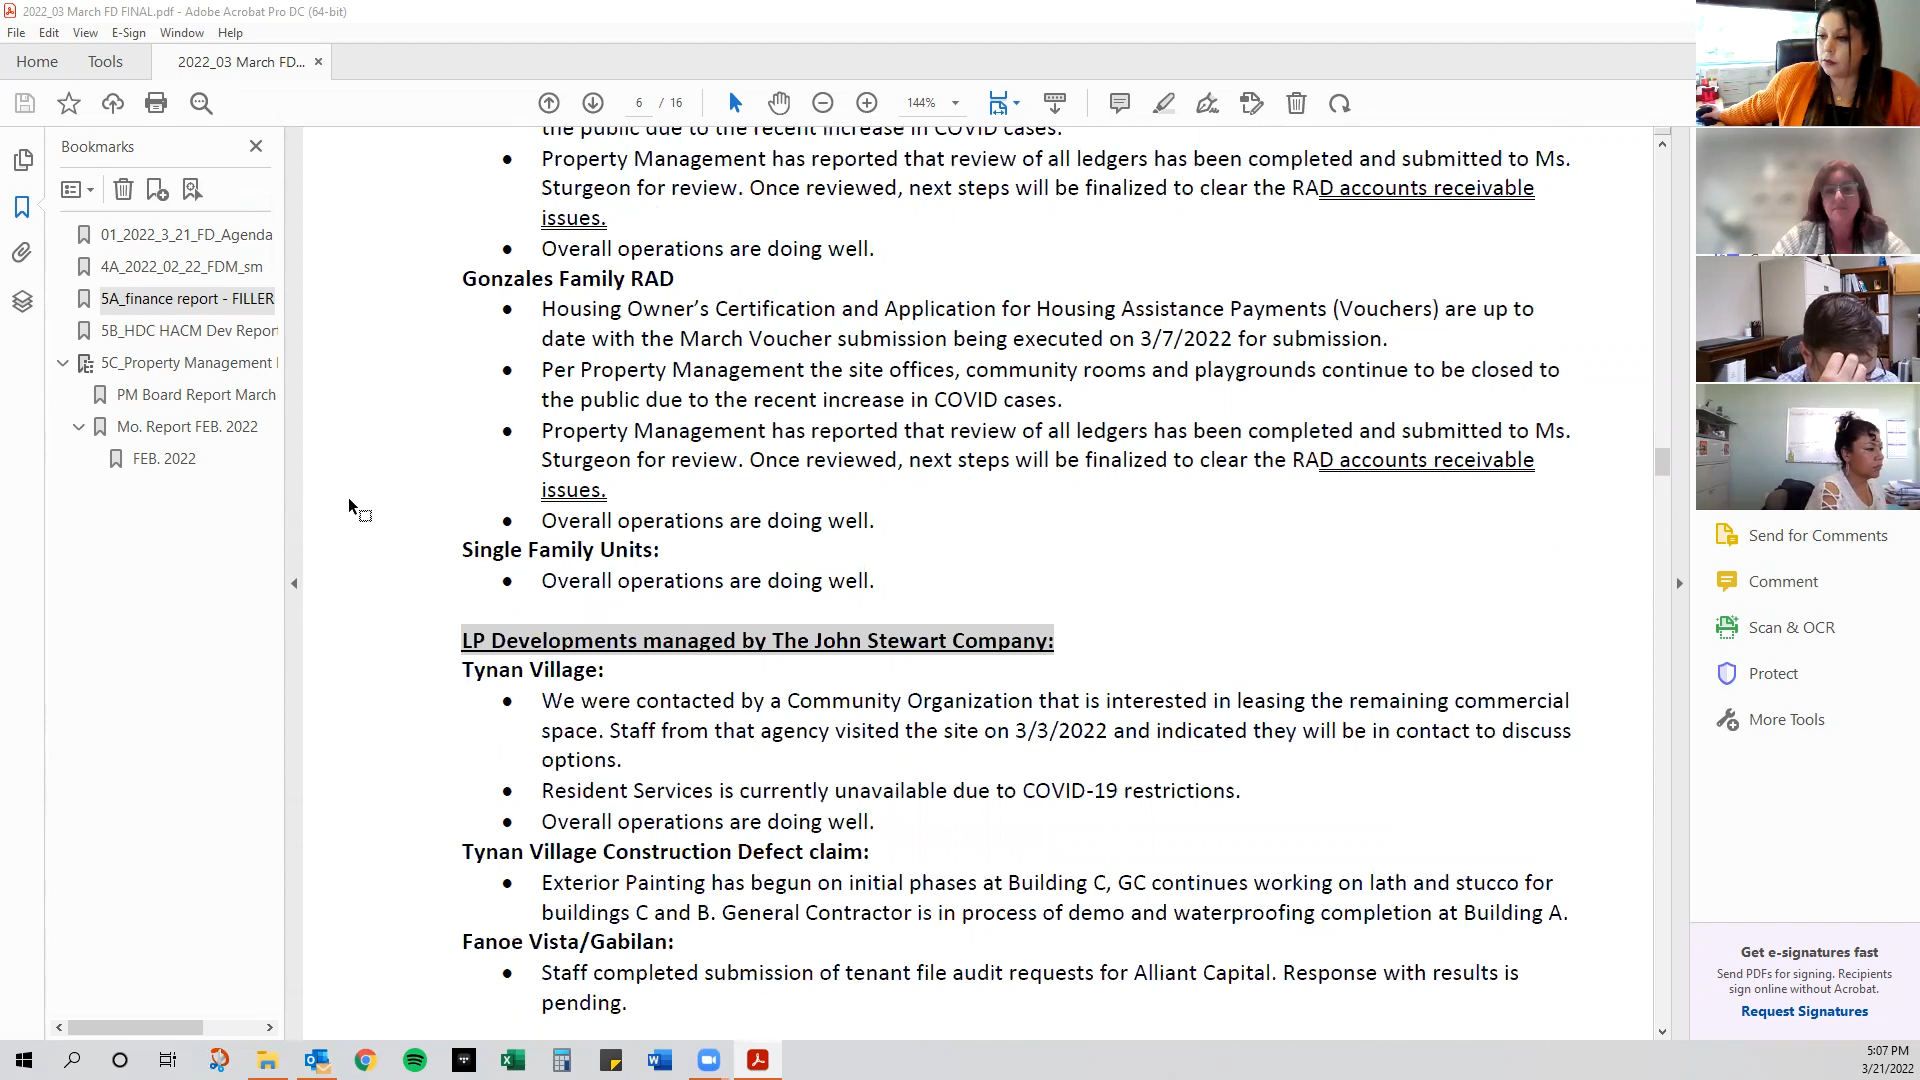 2022_03 March FD FINAL.pdf - Adobe Acrobat Pro DC (64-bit)
File Edit View E-Sign Window Help
Home Tools 2022_03 March FD... ×
6 / 16 144%
Bookmarks
01_2022_3_21_FD_Agenda
4A_2022_02_22_FDM_sm
5A_finance report - FILLER
5B_HDC HACM Dev Report
5C_Property Management
PM Board Report March
Mo. Report FEB. 2022
FEB. 2022
the public due to the recent increase in COVID cases.
• Property Management has reported that review of all ledgers has been completed and submitted to Ms.
Sturgeon for review. Once reviewed, next steps will be finalized to clear the RAD accounts receivable
issues.
• Overall operations are doing well.
Gonzales Family RAD
• Housing Owner’s Certification and Application for Housing Assistance Payments (Vouchers) are up to
date with the March Voucher submission being executed on 3/7/2022 for submission.
• Per Property Management the site offices, community rooms and playgrounds continue to be closed to
the public due to the recent increase in COVID cases.
• Property Management has reported that review of all ledgers has been completed and submitted to Ms.
Sturgeon for review. Once reviewed, next steps will be finalized to clear the RAD accounts receivable
issues.
• Overall operations are doing well.
Single Family Units:
• Overall operations are doing well.
LP Developments managed by The John Stewart Company:
Tynan Village:
• We were contacted by a Community Organization that is interested in leasing the remaining commercial
space. Staff from that agency visited the site on 3/3/2022 and indicated they will be in contact to discuss
options.
• Resident Services is currently unavailable due to COVID-19 restrictions.
• Overall operations are doing well.
Tynan Village Construction Defect claim:
• Exterior Painting has begun on initial phases at Building C, GC continues working on lath and stucco for
buildings C and B. General Contractor is in process of demo and waterproofing completion at Building A.
Fanoe Vista/Gabilan:
• Staff completed submission of tenant file audit requests for Alliant Capital. Response with results is
pending.
Send for Comments
Comment
Scan & OCR
Protect
More Tools
Get e-signatures fast
Send PDFs for signing. Recipients
sign online without Acrobat.
Request Signatures
5:07 PM
3/21/2022